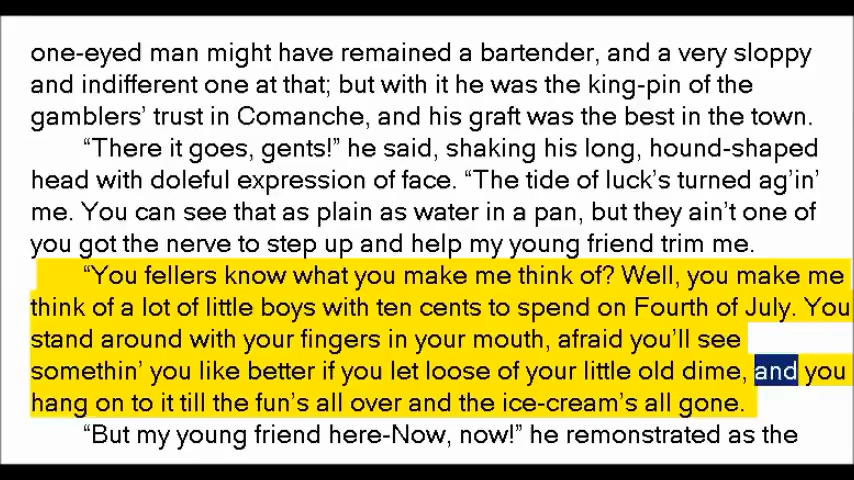 one-eyed man might have remained a bartender, and a very sloppy
and indifferent one at that; but with it he was the king-pin of the
gamblers’ trust in Comanche, and his graft was the best in the town.
“There it goes, gents!” he said, shaking his long, hound-shaped
head with doleful expression of face. “The tide of luck’s turned ag’in’
me. You can see that as plain as water in a pan, but they ain’t one of
you got the nerve to step up and help my young friend trim me.
“You fellers know what you make me think of? Well, you make me
think of a lot of little boys with ten cents to spend on Fourth of July. You
stand around with your fingers in your mouth, afraid you’ll see
somethin’ you like better if you let loose of your little old dime, and you
hang on to it till the fun’s all over and the ice-cream’s all gone.
“But my young friend here-Now, now!” he remonstrated as the